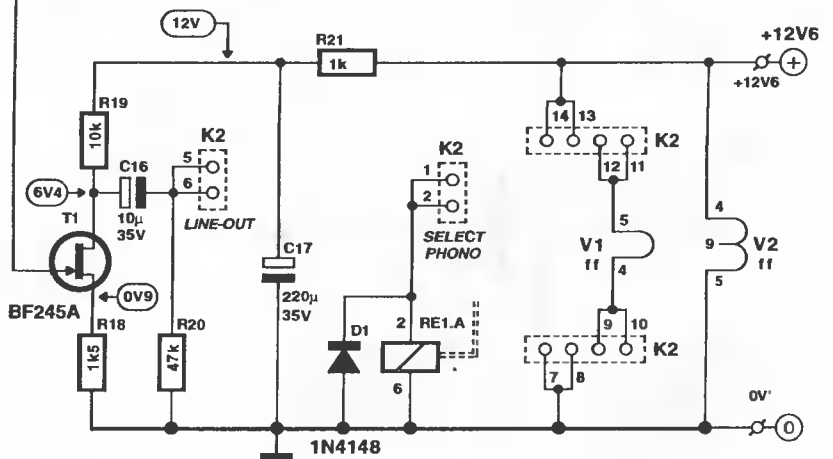 12V
R21
1k
+12V6
+12V6
R19
10k
C16
10µ
35V
K2
5
6
LINE-OUT
6V4
T1
BF245A
0V9
R18
1k5
R20
47k
C17
220µ
35V
K2
1
2
SELECT
PHONO
D1
1N4148
2
RE1.A
6
14
13
K2
12
11
5
V1
ff
4
9
10
K2
7
8
4
9
V2
ff
5
0V'
0